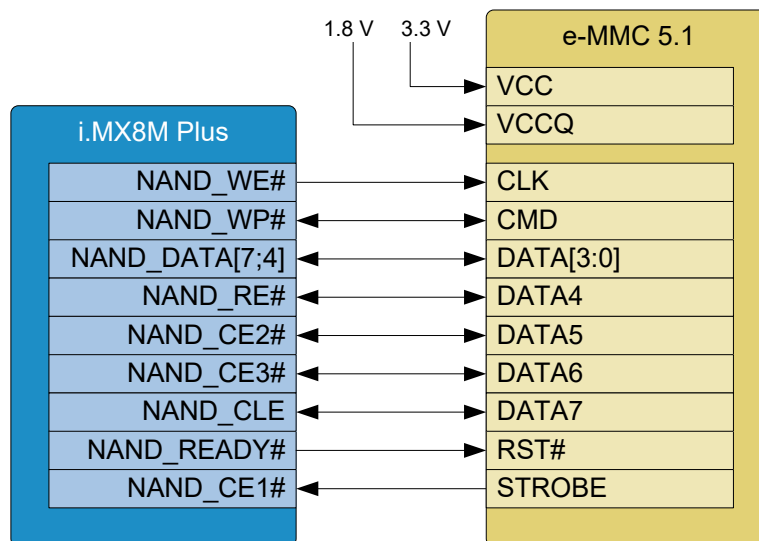 1.8 V 3.3 V
e-MMC 5.1
VCC
VCCQ
i.MX8M Plus
NAND_WE# CLK
NAND_WP# CMD
NAND_DATA[7;4] DATA[3:0]
NAND_RE# DATA4
NAND_CE2# DATA5
NAND_CE3# DATA6
NAND_CLE DATA7
NAND_READY# RST#
NAND_CE1# STROBE